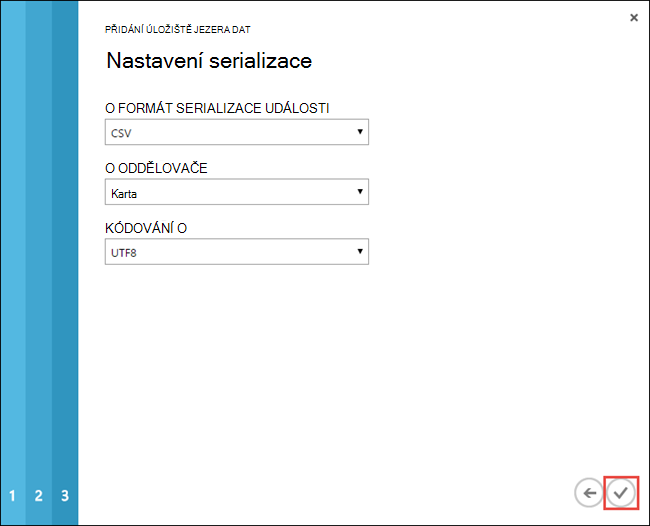 PŘIDÁNÍ ÚLOŽIŠTĚ JEZERA DAT
Nastavení serializace
O FORMÁT SERIALIZACE UDÁLOSTI
CSV
O ODDĚLOVAČE
Karta
KÓDOVÁNÍ O
UTF8
1 2 3